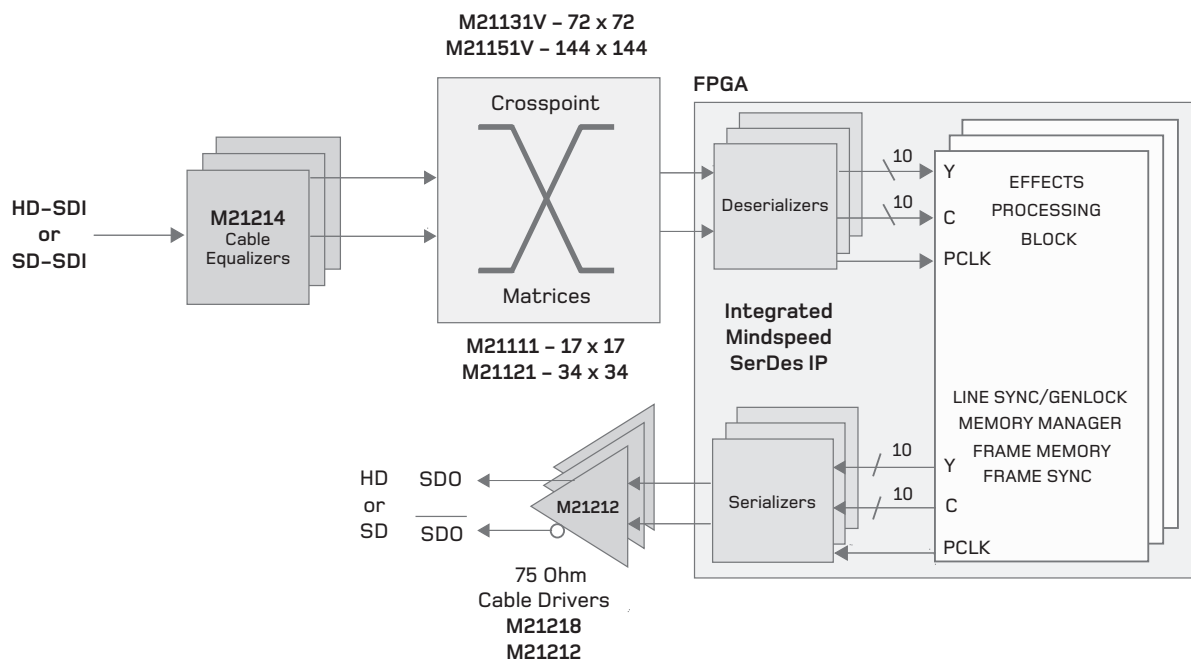 M21131V – 72 x 72
M21151V – 144 x 144
FPGA
Crosspoint
Matrices
HD–SDI
or
SD–SDI
M21214
Cable
Equalizers
M21111 – 17 x 17
M21121 – 34 x 34
Deserializers
10
Y
10
C
PCLK
EFFECTS
PROCESSING
BLOCK
Integrated
Mindspeed
SerDes IP
LINE SYNC/GENLOCK
MEMORY MANAGER
FRAME MEMORY
FRAME SYNC
10
Y
10
C
PCLK
Serializers
HD
or
SD
SDO
SDO
M21212
75 Ohm
Cable Drivers
M21218
M21212